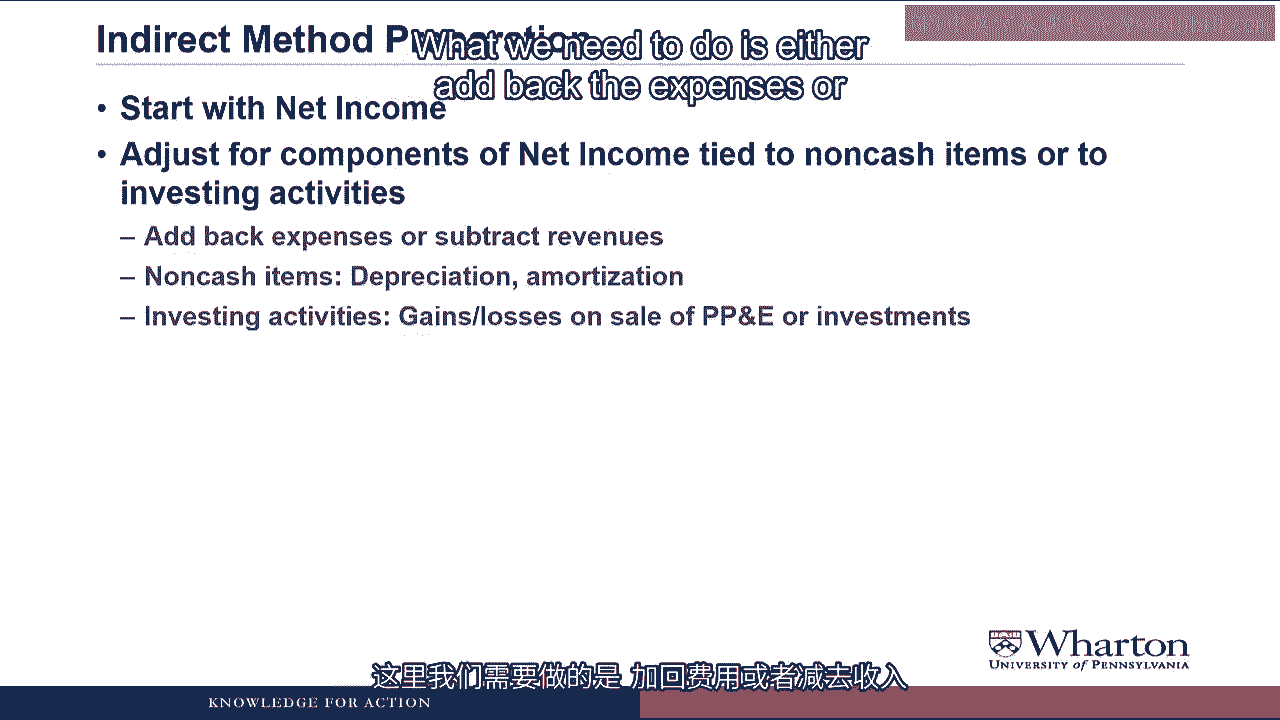 Indirect Method P
What we need to do is either
add back the expenses or
• Start with Net Income
• Adjust for components of Net Income tied to noncash items or to
investing activities
– Add back expenses or subtract revenues
– Noncash items: Depreciation, amortization
– Investing activities: Gains/losses on sale of PP&E or investments
Wharton
UNIVERSITY of PENNSYLVANIA
这里我们需要做的是 加回费用或者减去收入
KNOWLEDGE FOR ACTION